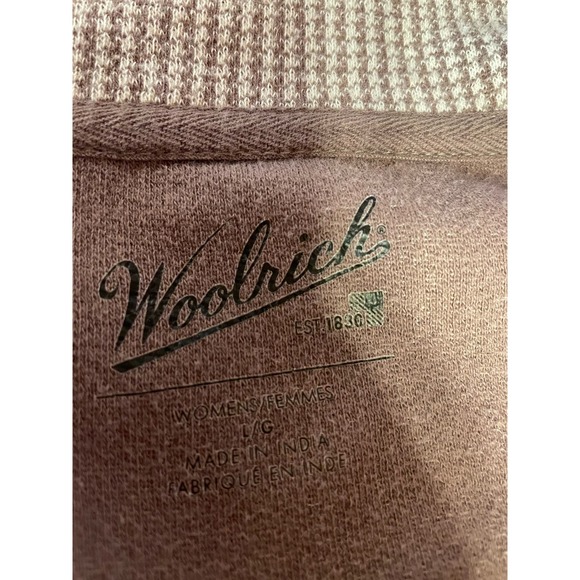 Woolrich®
EST 1830
WOMENS/FEMMES
L/G
MADE IN INDIA
FABRIQUÉ EN INDE